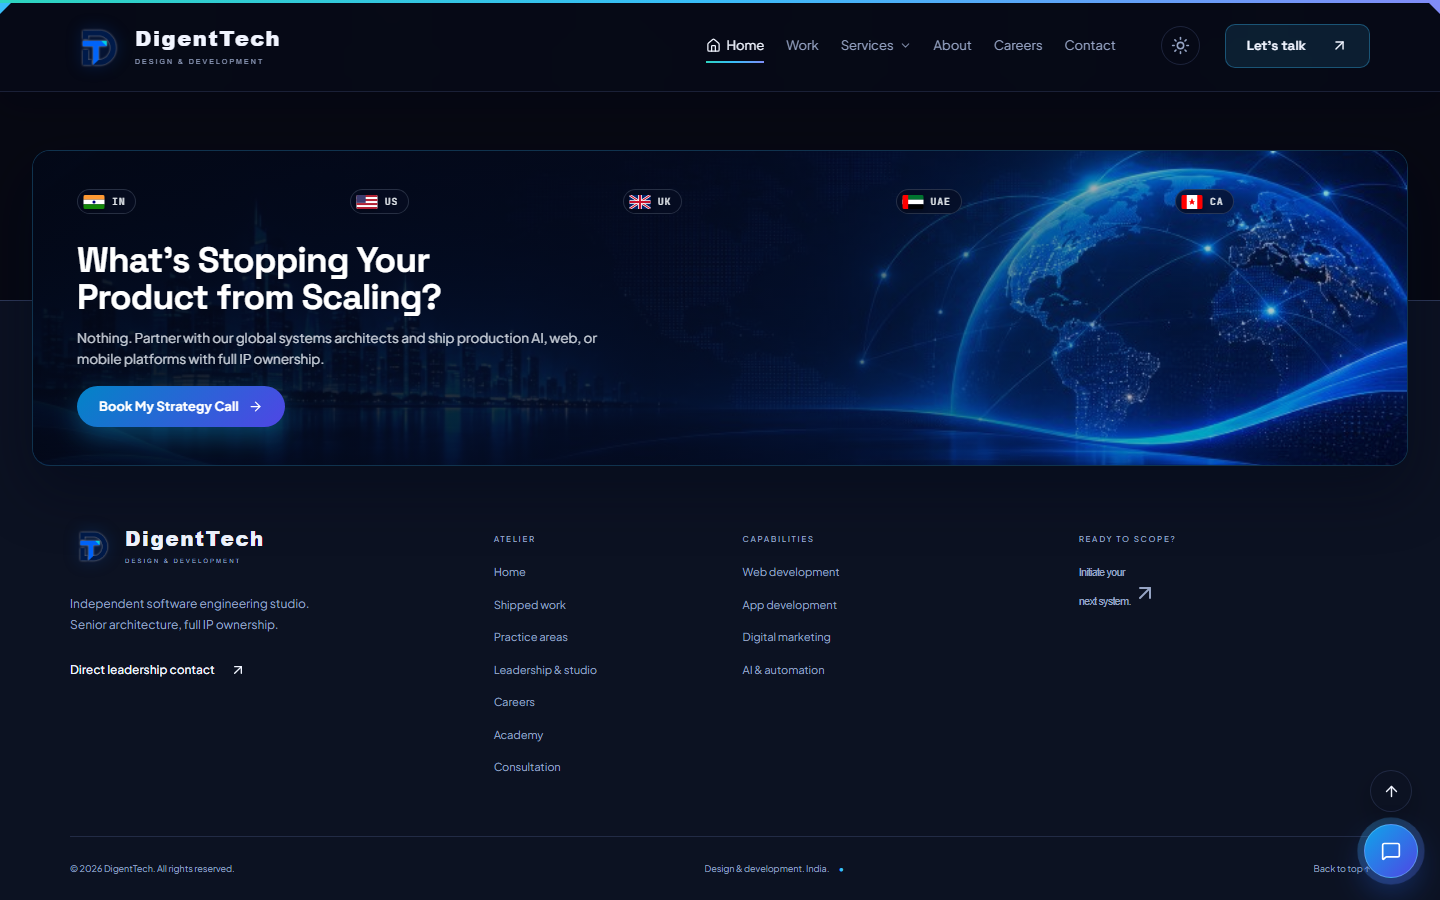 DigentTech
DESIGN & DEVELOPMENT
Home
Work
Services
About
Careers
Contact
Let's talk
IN
US
UK
UAE
CA
What's Stopping Your
Product from Scaling?
Nothing. Partner with our global systems architects and ship production AI, web, or
mobile platforms with full IP ownership.
Book My Strategy Call
DigentTech
DESIGN & DEVELOPMENT
Independent software engineering studio.
Senior architecture, full IP ownership.
Direct leadership contact
ATELIER
Home
Shipped work
Practice areas
Leadership & studio
Careers
Academy
Consultation
CAPABILITIES
Web development
App development
Digital marketing
AI & automation
READY TO SCOPE?
Initiate your
next system.
© 2026 DigentTech. All rights reserved.
Design & development. India.
Back to top